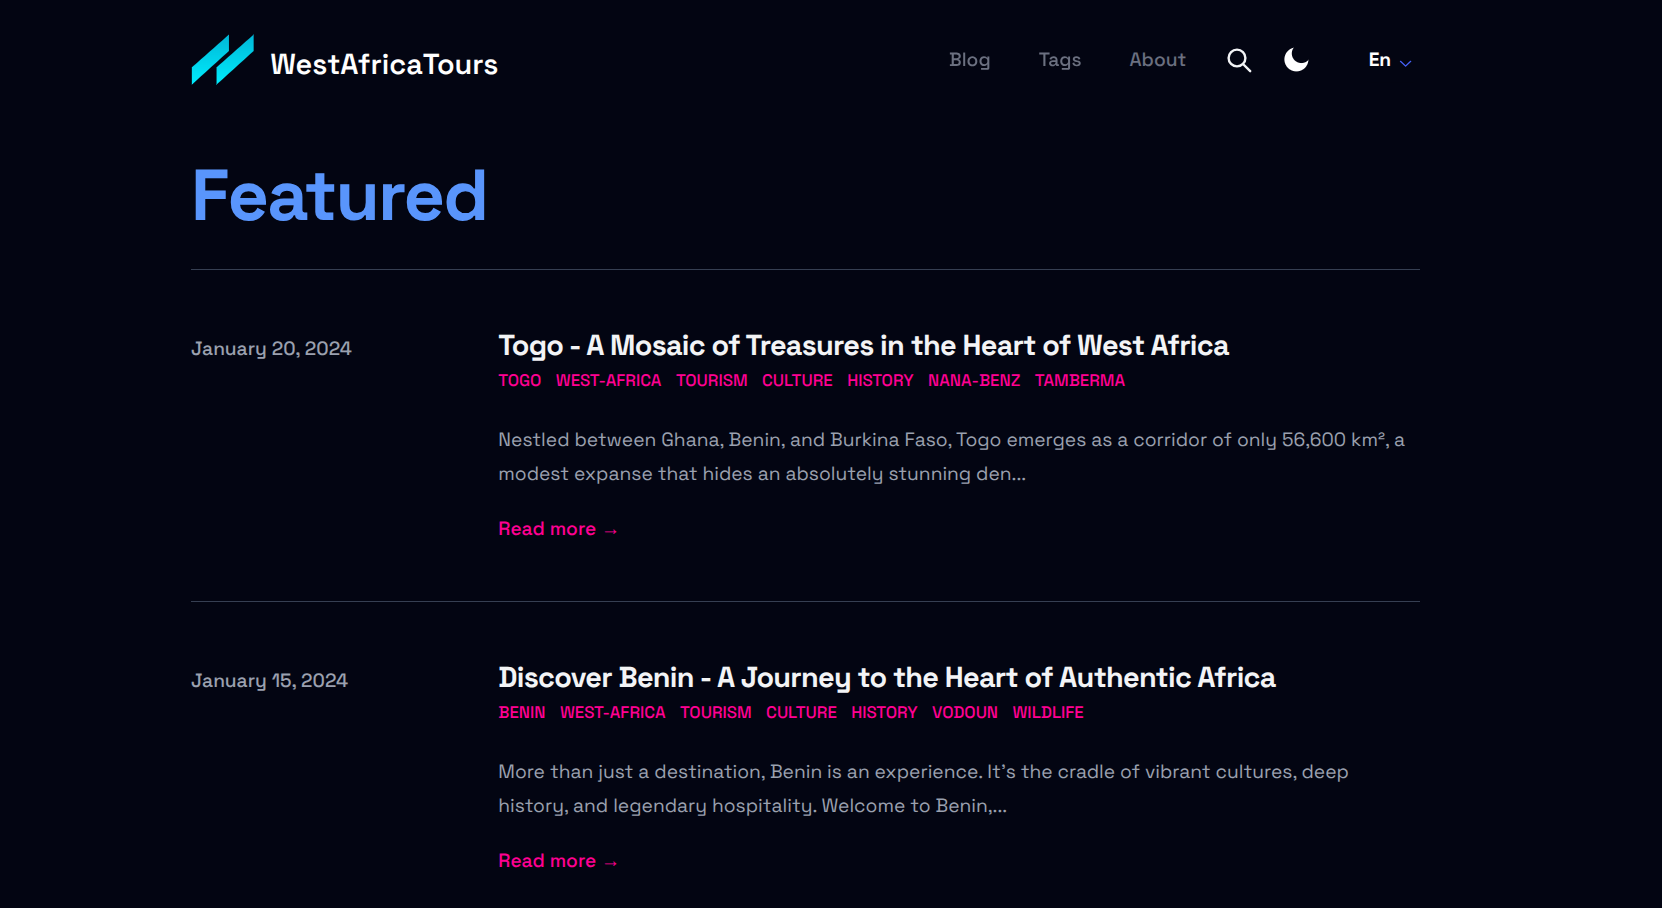 WestAfricaTours
Blog Tags About En
Featured
January 20, 2024
Togo - A Mosaic of Treasures in the Heart of West Africa
TOGO WEST-AFRICA TOURISM CULTURE HISTORY NANA-BENZ TAMBERMA
Nestled between Ghana, Benin, and Burkina Faso, Togo emerges as a corridor of only 56,600 km², a
modest expanse that hides an absolutely stunning den...
Read more →
January 15, 2024
Discover Benin - A Journey to the Heart of Authentic Africa
BENIN WEST-AFRICA TOURISM CULTURE HISTORY VODOUN WILDLIFE
More than just a destination, Benin is an experience. It's the cradle of vibrant cultures, deep
history, and legendary hospitality. Welcome to Benin,...
Read more →